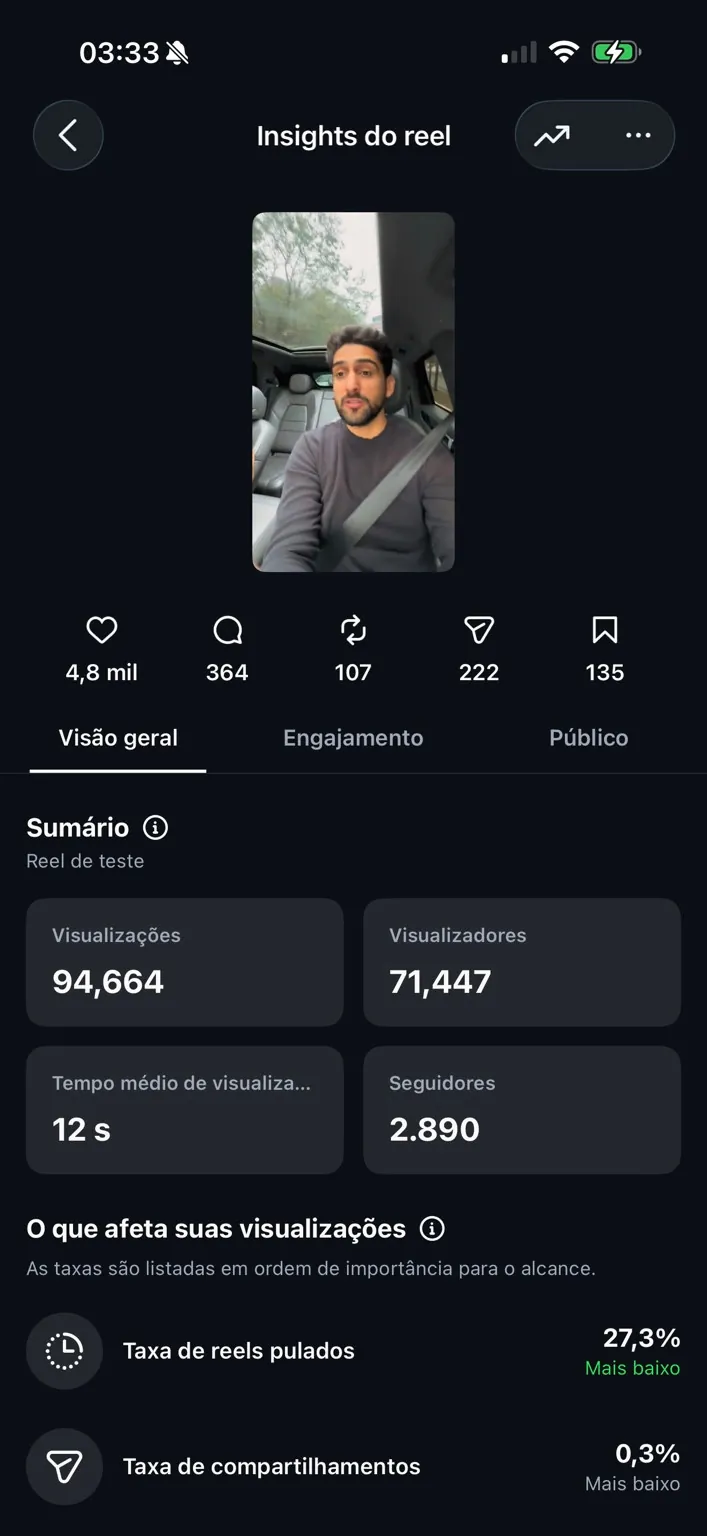 03:33
Insights do reel
4,8 mil
364
107
222
135
Visão geral
Engajamento
Público
Sumário
Reel de teste
Visualizações
94,664
Visualizadores
71,447
Tempo médio de visualiza...
12 s
Seguidores
2.890
O que afeta suas visualizações
As taxas são listadas em ordem de importância para o alcance.
Taxa de reels pulados
27,3%
Mais baixo
Taxa de compartilhamentos
0,3%
Mais baixo